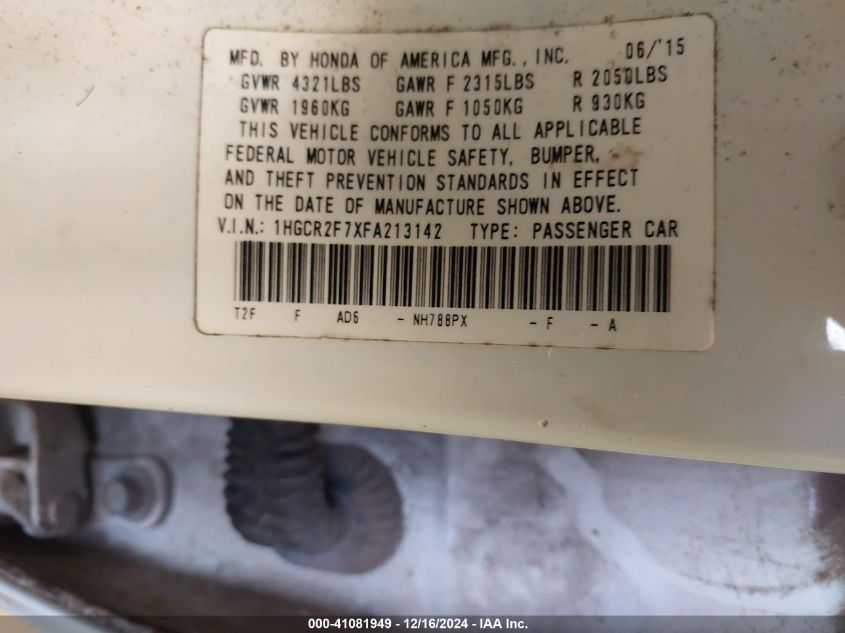 MFD. BY HONDA OF AMERICA MFG., INC. 06/'15
GVWR 4321LBS GAWR F 2315LBS R 2050LBS
GVWR 1960KG GAWR F 1050KG R 930KG
THIS VEHICLE CONFORMS TO ALL APPLICABLE
FEDERAL MOTOR VEHICLE SAFETY, BUMPER,
AND THEFT PREVENTION STANDARDS IN EFFECT
ON THE DATE OF MANUFACTURE SHOWN ABOVE.
V.I.N.: 1HGCR2F7XFA213142 TYPE: PASSENGER CAR
T2F F AD6 - NH788PX - F - A
000-41081949 - 12/16/2024 - IAA Inc.